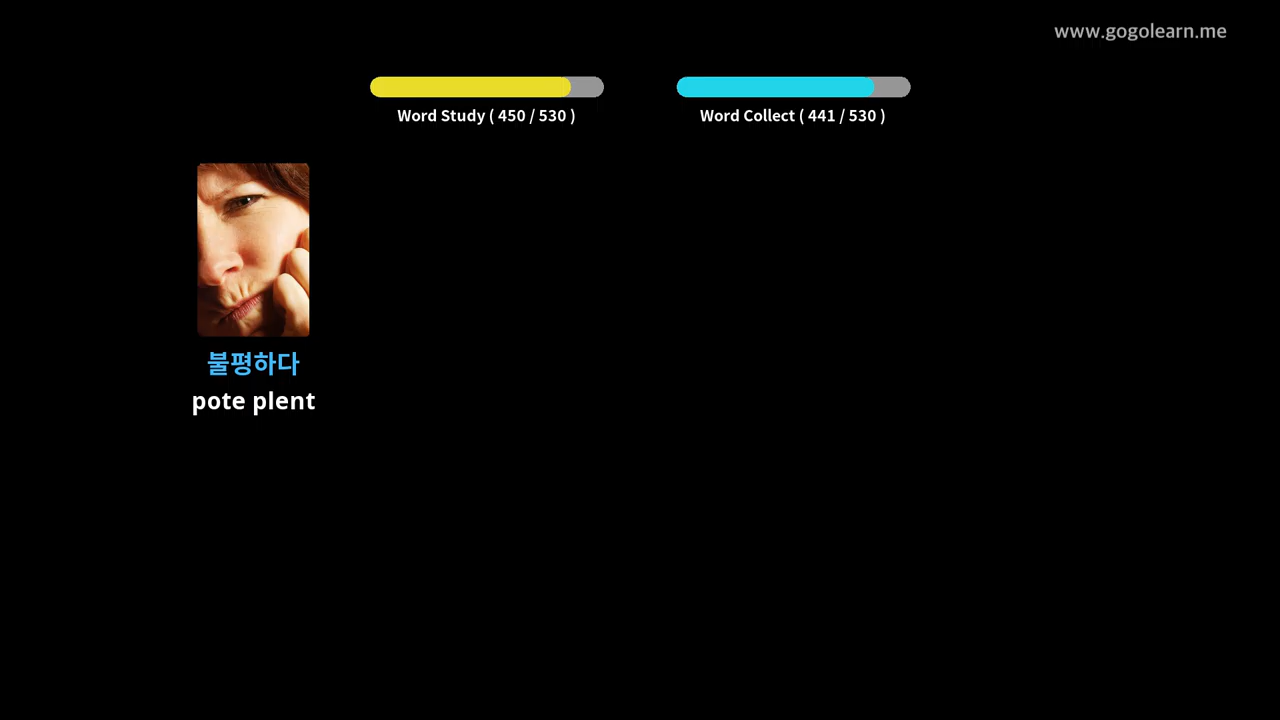 www.gogolearn.me
Word Study ( 450 / 530 )
Word Collect ( 441 / 530 )
불평하다
pote plent